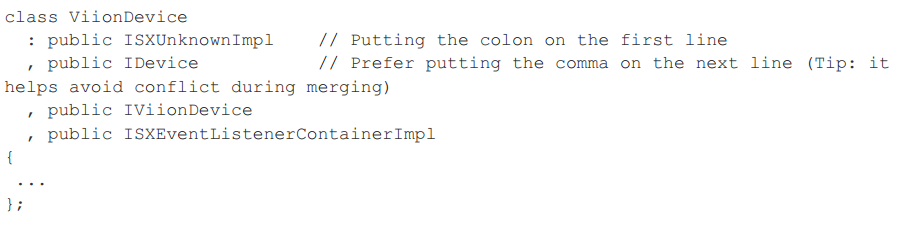 class ViionDevice
  : public ISXUnknownImpl    // Putting the colon on the first line
  , public IDevice           // Prefer putting the comma on the next line (Tip: it
helps avoid conflict during merging)
  , public IViionDevice
  , public ISXEventListenerContainerImpl
{
 ...
};